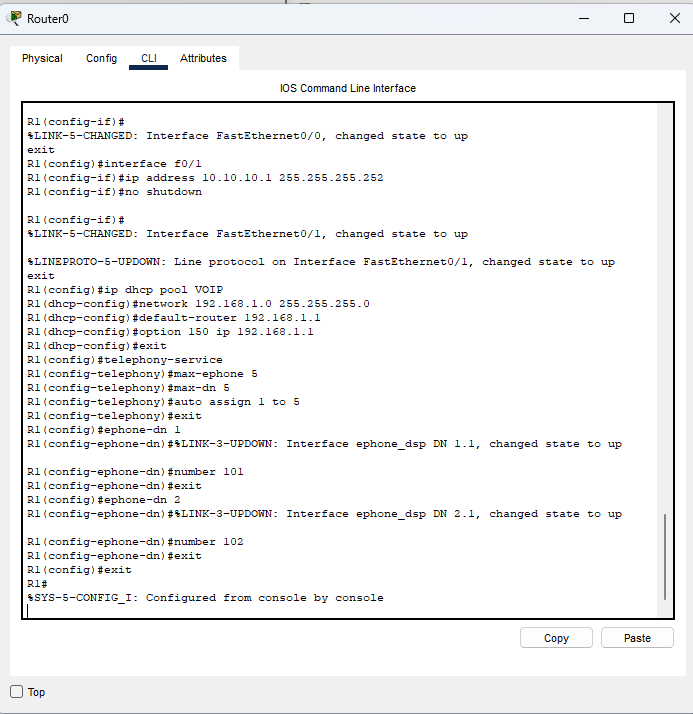 Router0
Physical Config CLI Attributes
IOS Command Line Interface
R1(config-if)#
%LINK-5-CHANGED: Interface FastEthernet0/0, changed state to up
exit
R1(config)#interface f0/1
R1(config-if)#ip address 10.10.10.1 255.255.255.252
R1(config-if)#no shutdown
R1(config-if)#
%LINK-5-CHANGED: Interface FastEthernet0/1, changed state to up
%LINEPROTO-5-UPDOWN: Line protocol on Interface FastEthernet0/1, changed state to up
exit
R1(config)#ip dhcp pool VOIP
R1(dhcp-config)#network 192.168.1.0 255.255.255.0
R1(dhcp-config)#default-router 192.168.1.1
R1(dhcp-config)#option 150 ip 192.168.1.1
R1(dhcp-config)#exit
R1(config)#telephony-service
R1(config-telephony)#max-ephone 5
R1(config-telephony)#max-dn 5
R1(config-telephony)#auto assign 1 to 5
R1(config-telephony)#exit
R1(config)#ephone-dn 1
R1(config-ephone-dn)#%LINK-3-UPDOWN: Interface ephone_dsp DN 1.1, changed state to up
R1(config-ephone-dn)#number 101
R1(config-ephone-dn)#exit
R1(config)#ephone-dn 2
R1(config-ephone-dn)#%LINK-3-UPDOWN: Interface ephone_dsp DN 2.1, changed state to up
R1(config-ephone-dn)#number 102
R1(config-ephone-dn)#exit
R1(config)#exit
R1#
%SYS-5-CONFIG_I: Configured from console by console
Copy Paste
Top